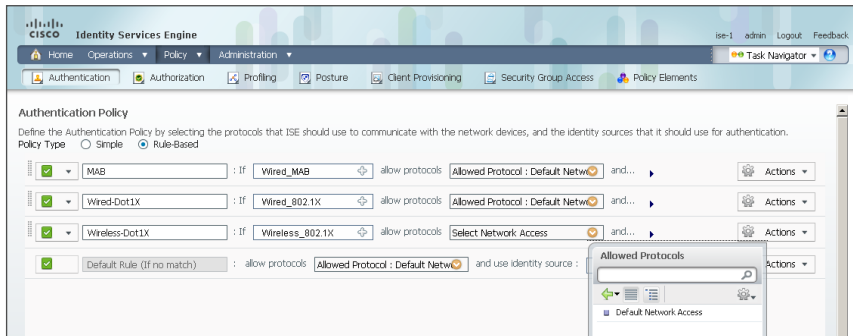 CISCO Identity Services Engine
ise-1 admin Logout Feedback
Home Operations Policy Administration
Task Navigator
Authentication Authorization Profiling Posture Client Provisioning Security Group Access Policy Elements
Authentication Policy
Define the Authentication Policy by selecting the protocols that ISE should use to communicate with the network devices, and the identity sources that it should use for authentication.
Policy Type Simple Rule-Based
MAB : If Wired_MAB allow protocols Allowed Protocol : Default Netw and... Actions
Wired-Dot1X : If Wired_802.1X allow protocols Allowed Protocol : Default Netw and... Actions
Wireless-Dot1X : If Wireless_802.1X allow protocols Select Network Access and... Actions
Default Rule (If no match) : allow protocols Allowed Protocol : Default Netw and use identity source : Actions
Allowed Protocols
Default Network Access